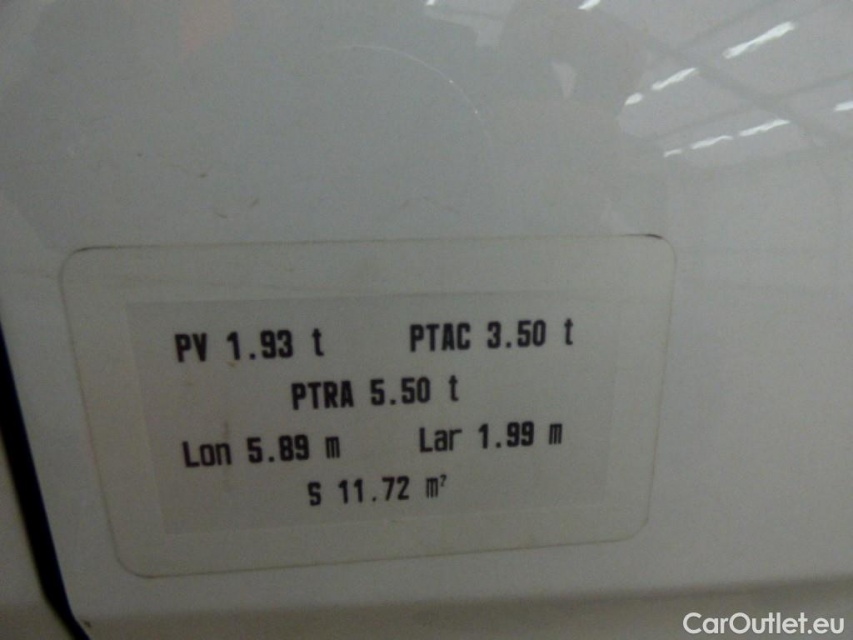 PV 1.93 t PTAC 3.50 t
PTRA 5.50 t
Lon 5.89 m Lar 1.99 m
S 11.72 m²
CarOutlet.eu